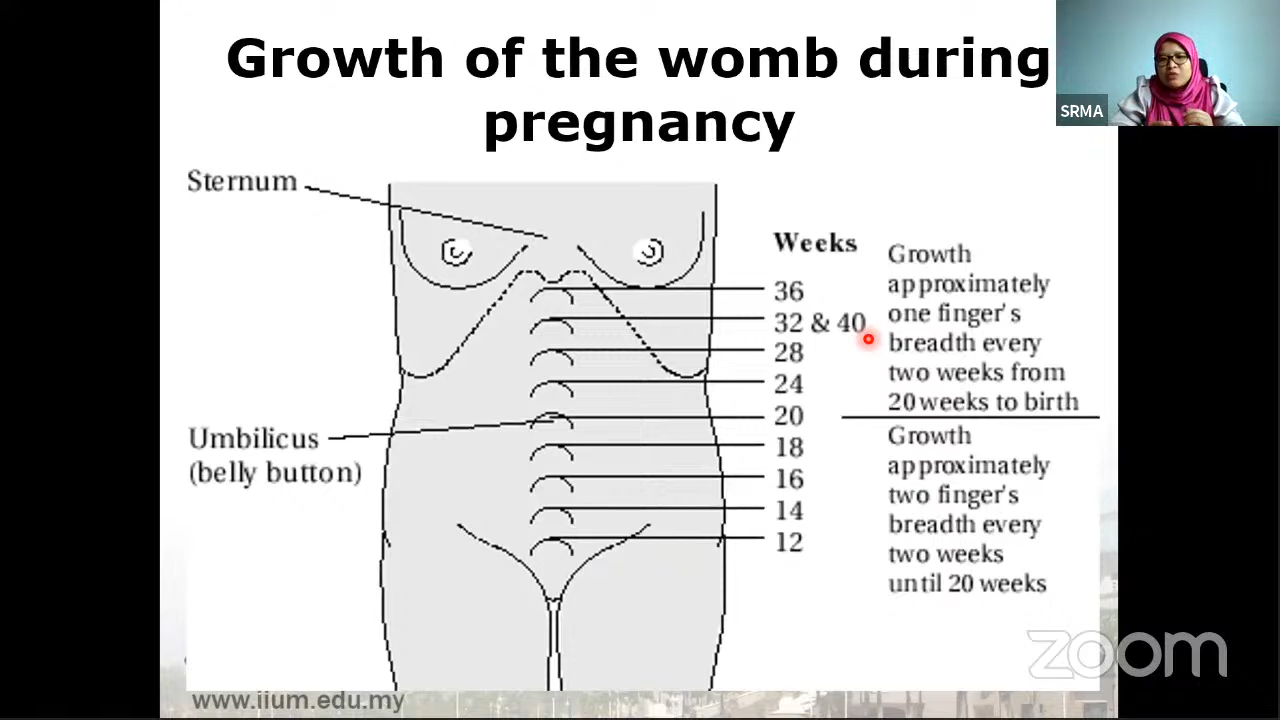 Growth of the womb during
pregnancy
SRMA
Sternum
Umbilicus
(belly button)
Weeks
36
32 & 40
28
24
20
18
16
14
12
Growth
approximately
one finger's
breadth every
two weeks from
20 weeks to birth
Growth
approximately
two finger's
breadth every
two weeks
until 20 weeks
zoom
www.iium.edu.my